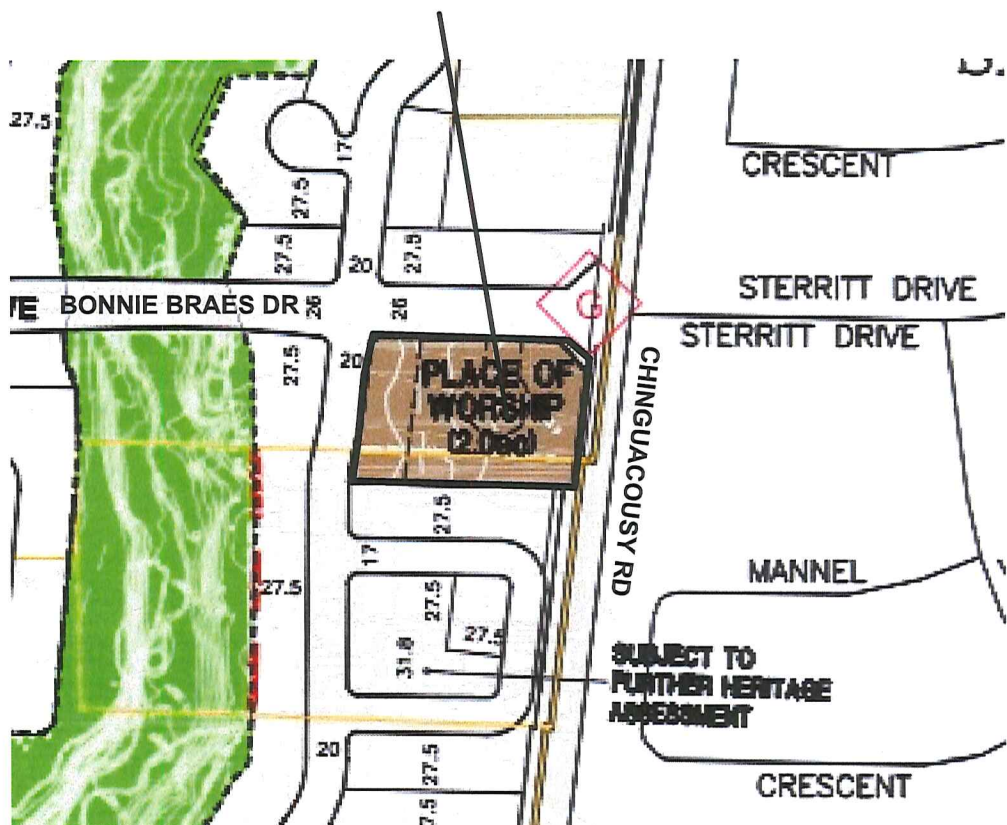 27.5
CRESCENT
17
27.5
27.5
27.5
20
STERRITT DRIVE
BONNIE BRAES DR
26
26
G
STERRITT DRIVE
27.5
20
PLACE OF
WORSHIP
CHINGUACOUSY RD
27.5
17
27.5
MANNEL
27.5
27.5
31.8
SUBJECT TO
FURTHER HERITAGE
ASSESSMENT
20
27.5
CRESCENT
27.5